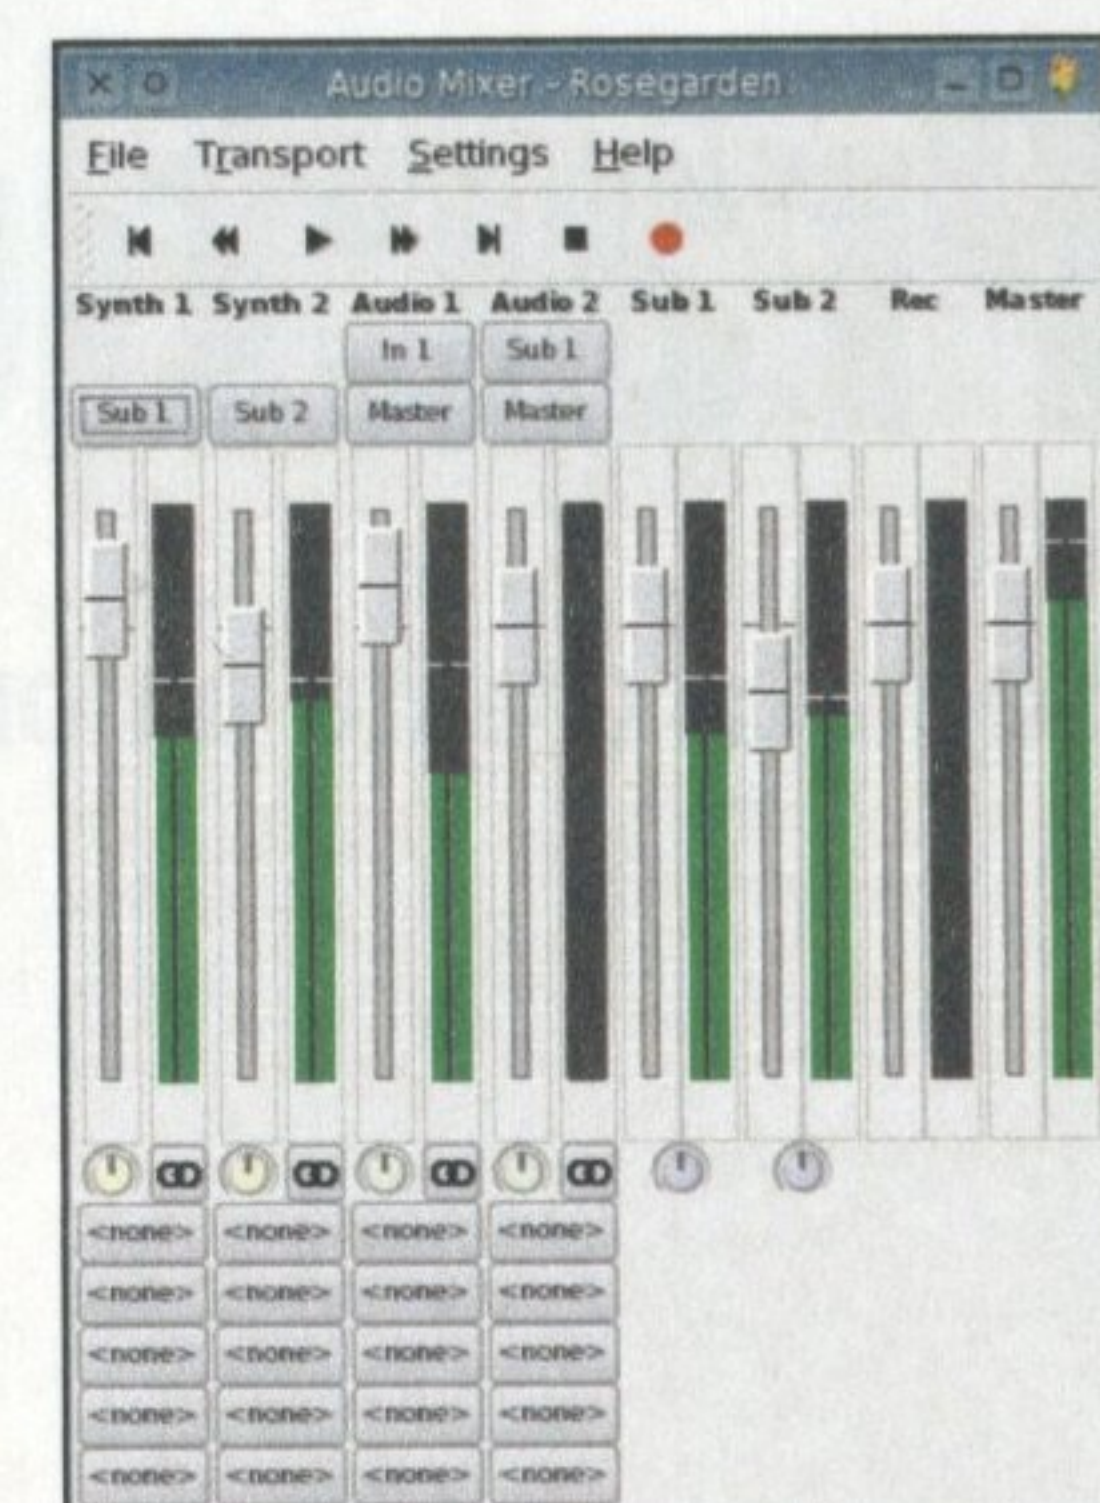 Audio Mixer - Rosegarden
File Transport Settings Help
Synth 1 Synth 2 Audio 1 Audio 2 Sub 1 Sub 2 Rec Master
In 1 Sub 1
Sub 1 Sub 2 Master Master
<none> <none> <none> <none>
<none> <none> <none> <none>
<none> <none> <none> <none>
<none> <none> <none> <none>
<none> <none> <none> <none>